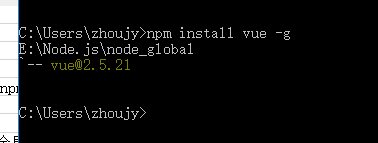 C:\Users\zhoujy>npm install vue -g
E:\Node.js\node_global
`-- vue@2.5.21
C:\Users\zhoujy>